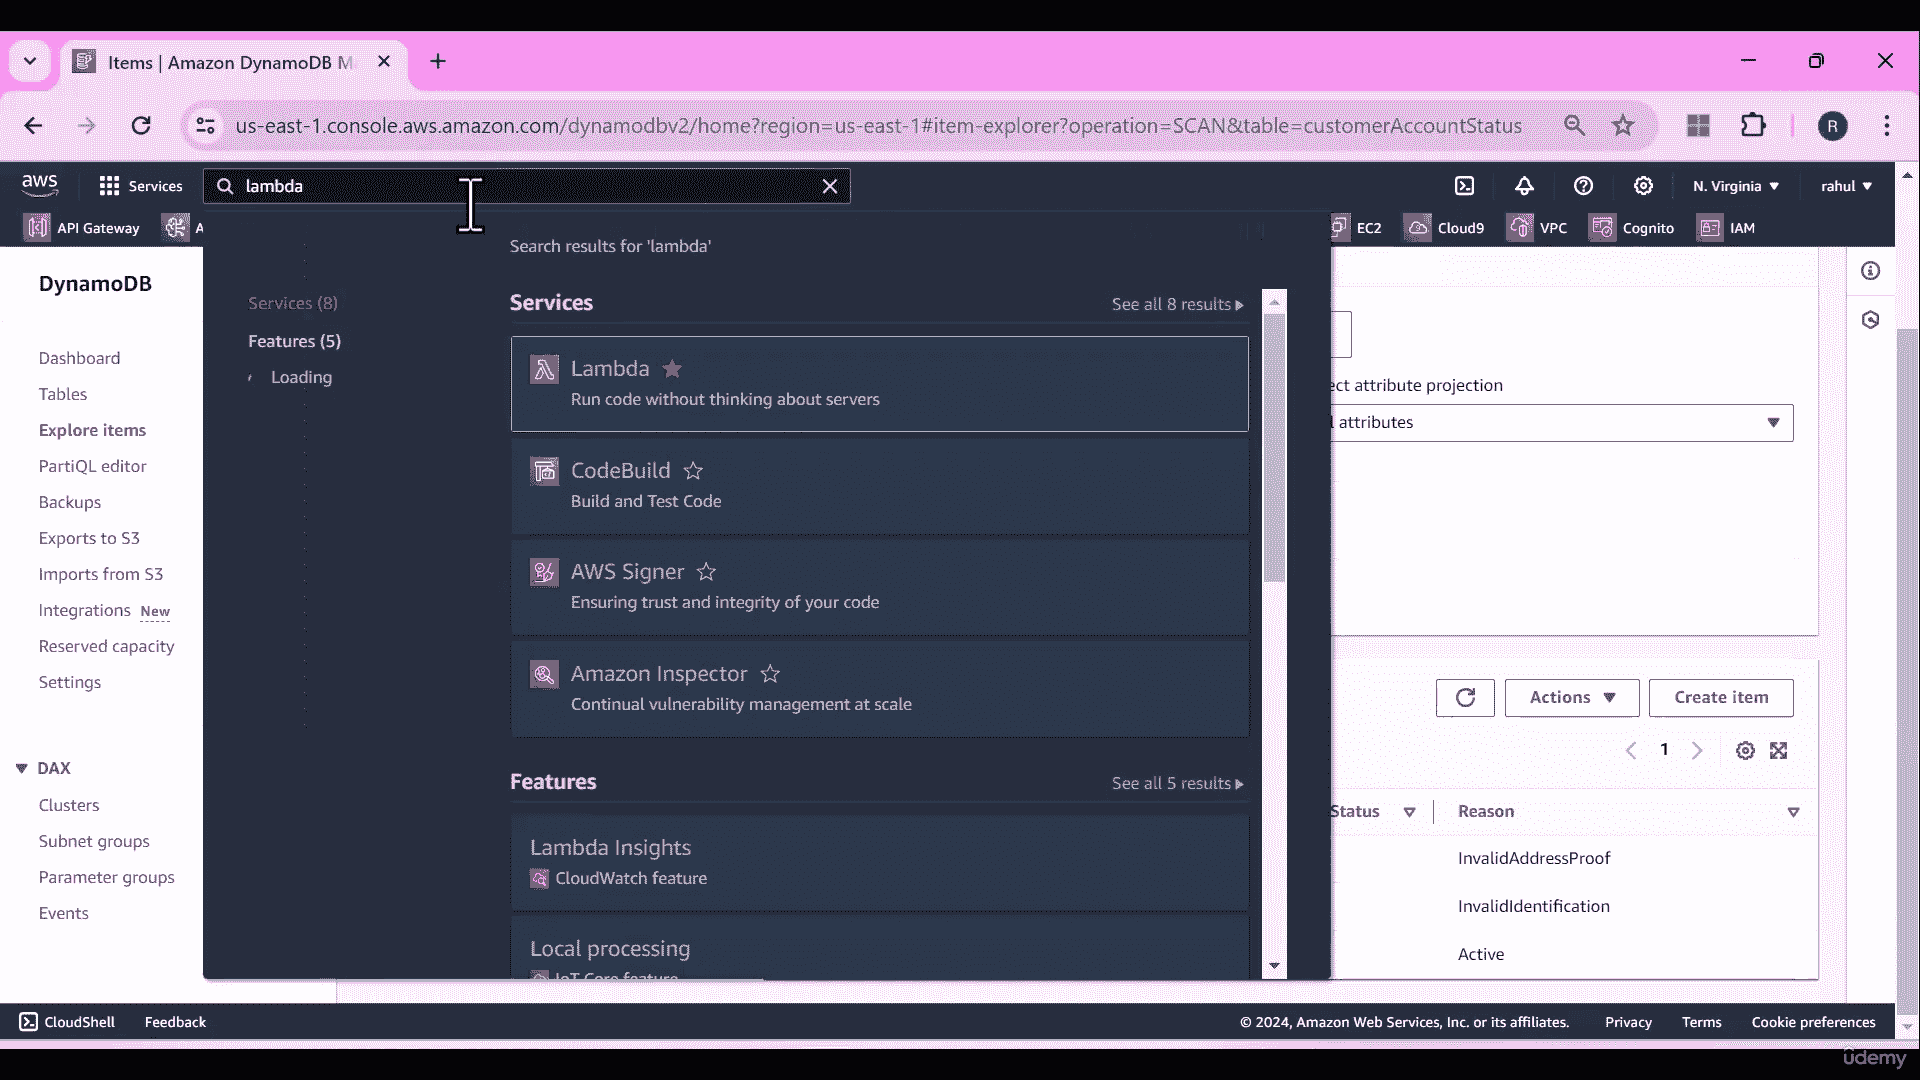 Items | Amazon DynamoDB M
us-east-1.console.aws.amazon.com/dynamodbv2/home?region=us-east-1#item-explorer?operation=SCAN&table=customerAccountStatus
R
aws
Services
lambda
N. Virginia
rahul
API Gateway
A
EC2
Cloud9
VPC
Cognito
IAM
DynamoDB
Dashboard
Tables
Explore items
PartiQL editor
Backups
Exports to S3
Imports from S3
Integrations New
Reserved capacity
Settings
DAX
Clusters
Subnet groups
Parameter groups
Events
Services (8)
Features (5)
Loading
Search results for 'lambda'
Services
See all 8 results
Lambda
Run code without thinking about servers
CodeBuild
Build and Test Code
AWS Signer
Ensuring trust and integrity of your code
Amazon Inspector
Continual vulnerability management at scale
Features
See all 5 results
Lambda Insights
CloudWatch feature
Local processing
IoT Core feature
ect attribute projection
l attributes
Actions
Create item
1
Status
Reason
InvalidAddressProof
InvalidIdentification
Active
CloudShell
Feedback
© 2024, Amazon Web Services, Inc. or its affiliates.
Privacy
Terms
Cookie preferences
udemy